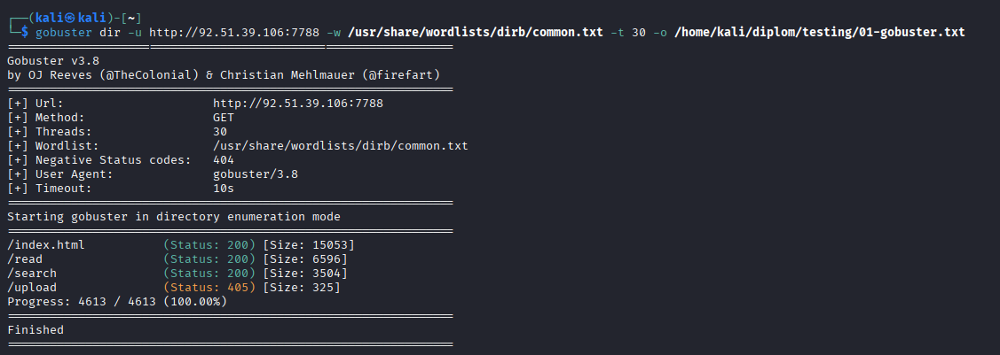 ┌──(kali㉿kali)-[~]
└─$ gobuster dir -u http://92.51.39.106:7788 -w /usr/share/wordlists/dirb/common.txt -t 30 -o /home/kali/diplom/testing/01-gobuster.txt
===============================================================
Gobuster v3.8
by OJ Reeves (@TheColonial) & Christian Mehlmauer (@firefart)
===============================================================
[+] Url:                     http://92.51.39.106:7788
[+] Method:                  GET
[+] Threads:                 30
[+] Wordlist:                /usr/share/wordlists/dirb/common.txt
[+] Negative Status codes:   404
[+] User Agent:              gobuster/3.8
[+] Timeout:                 10s
===============================================================
Starting gobuster in directory enumeration mode
===============================================================
/index.html           (Status: 200) [Size: 15053]
/read                 (Status: 200) [Size: 6596]
/search               (Status: 200) [Size: 3504]
/upload               (Status: 405) [Size: 325]
Progress: 4613 / 4613 (100.00%)
===============================================================
Finished
===============================================================